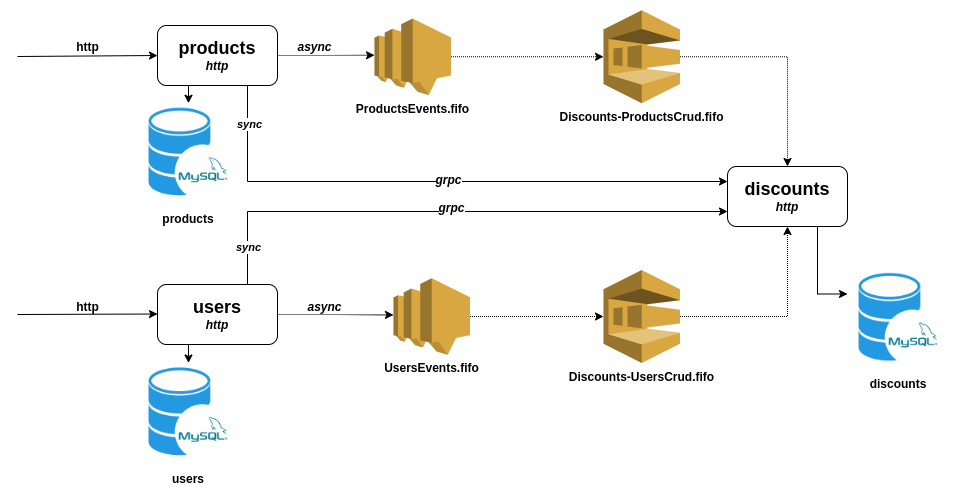 http
products
http
async
ProductsEvents.fifo
Discounts-ProductsCrud.fifo
sync
MySQL
products
grpc
discounts
http
grpc
sync
http
users
http
async
UsersEvents.fifo
Discounts-UsersCrud.fifo
MySQL
discounts
MySQL
users